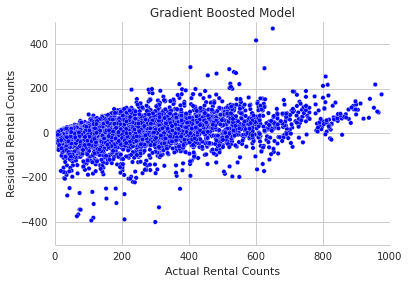 Gradient Boosted Model
Residual Rental Counts
400
200
0
−200
−400
0 200 400 600 800 1000
Actual Rental Counts